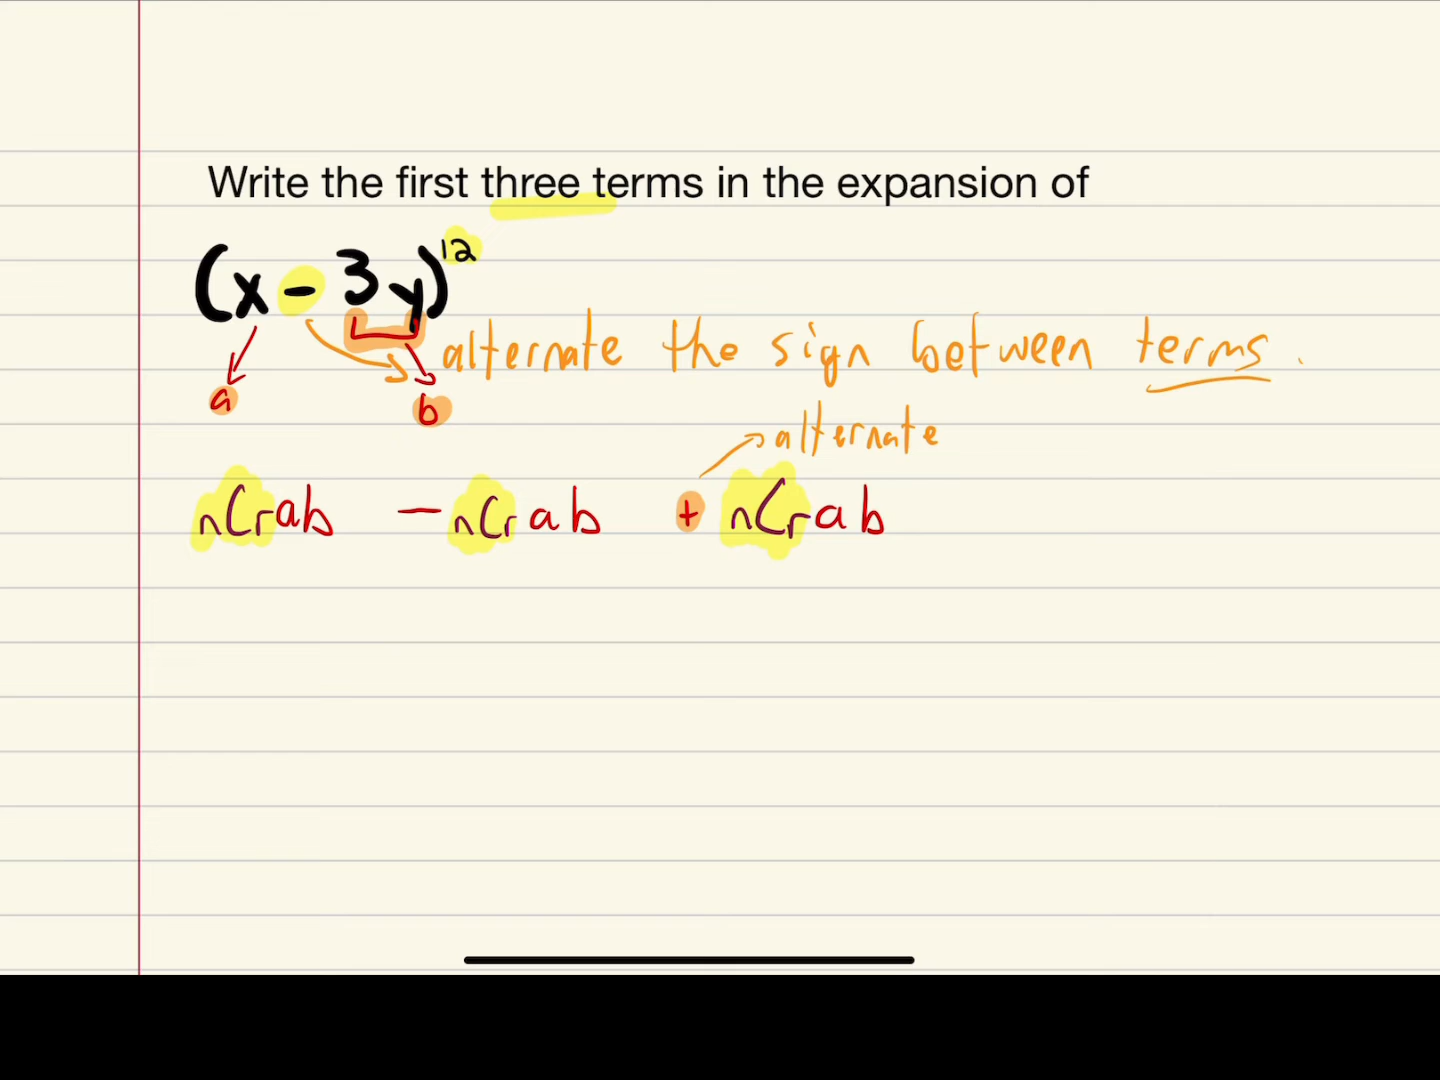 Write the first three terms in the expansion of
(x - 3y)^12
alternate the sign between terms.
a b
alternate
nCrab - nCrab + nCrab